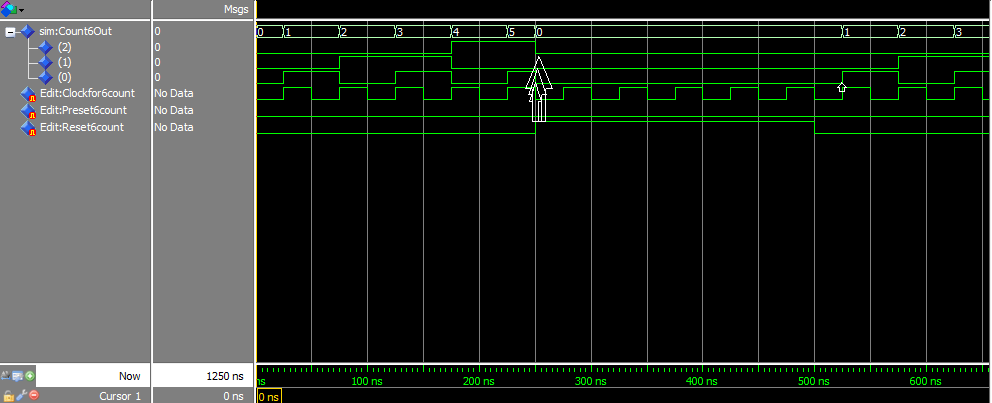 Msgs
sim:Count6Out 0 0 1 2 3 4 5 0 1 2 3
(2) 0
(1) 0
(0) 0
Edit:Clockfor6count No Data
Edit:Preset6count No Data
Edit:Reset6count No Data
Now 1250 ns ns 100 ns 200 ns 300 ns 400 ns 500 ns 600 ns
Cursor 1 0 ns 0 ns